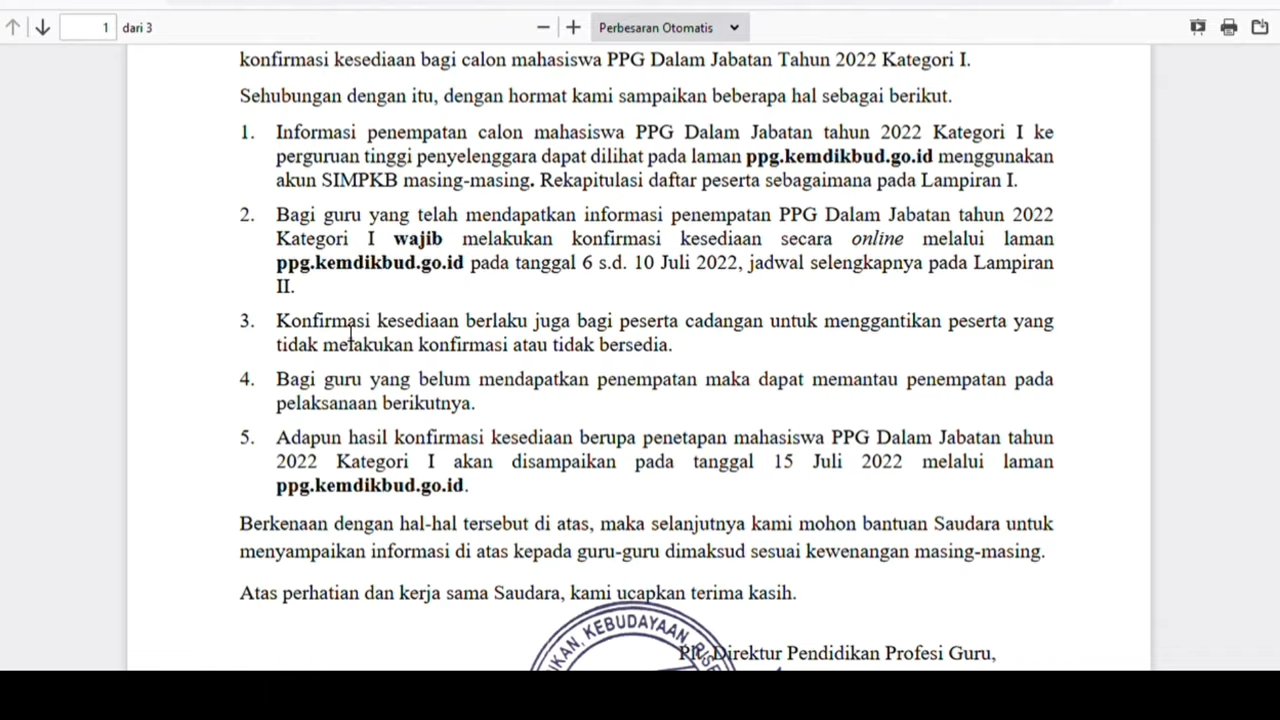 1 dari 3 Perbesaran Otomatis
konfirmasi kesediaan bagi calon mahasiswa PPG Dalam Jabatan Tahun 2022 Kategori I.
Sehubungan dengan itu, dengan hormat kami sampaikan beberapa hal sebagai berikut.
1. Informasi penempatan calon mahasiswa PPG Dalam Jabatan tahun 2022 Kategori I ke
perguruan tinggi penyelenggara dapat dilihat pada laman ppg.kemdikbud.go.id menggunakan
akun SIMPKB masing-masing. Rekapitulasi daftar peserta sebagaimana pada Lampiran I.
2. Bagi guru yang telah mendapatkan informasi penempatan PPG Dalam Jabatan tahun 2022
Kategori I wajib melakukan konfirmasi kesediaan secara online melalui laman
ppg.kemdikbud.go.id pada tanggal 6 s.d. 10 Juli 2022, jadwal selengkapnya pada Lampiran
II.
3. Konfirmasi kesediaan berlaku juga bagi peserta cadangan untuk menggantikan peserta yang
tidak melakukan konfirmasi atau tidak bersedia.
4. Bagi guru yang belum mendapatkan penempatan maka dapat memantau penempatan pada
pelaksanaan berikutnya.
5. Adapun hasil konfirmasi kesediaan berupa penetapan mahasiswa PPG Dalam Jabatan tahun
2022 Kategori I akan disampaikan pada tanggal 15 Juli 2022 melalui laman
ppg.kemdikbud.go.id.
Berkenaan dengan hal-hal tersebut di atas, maka selanjutnya kami mohon bantuan Saudara untuk
menyampaikan informasi di atas kepada guru-guru dimaksud sesuai kewenangan masing-masing.
Atas perhatian dan kerja sama Saudara, kami ucapkan terima kasih.
KEBUDAYAAN,
Direktur Pendidikan Profesi Guru,